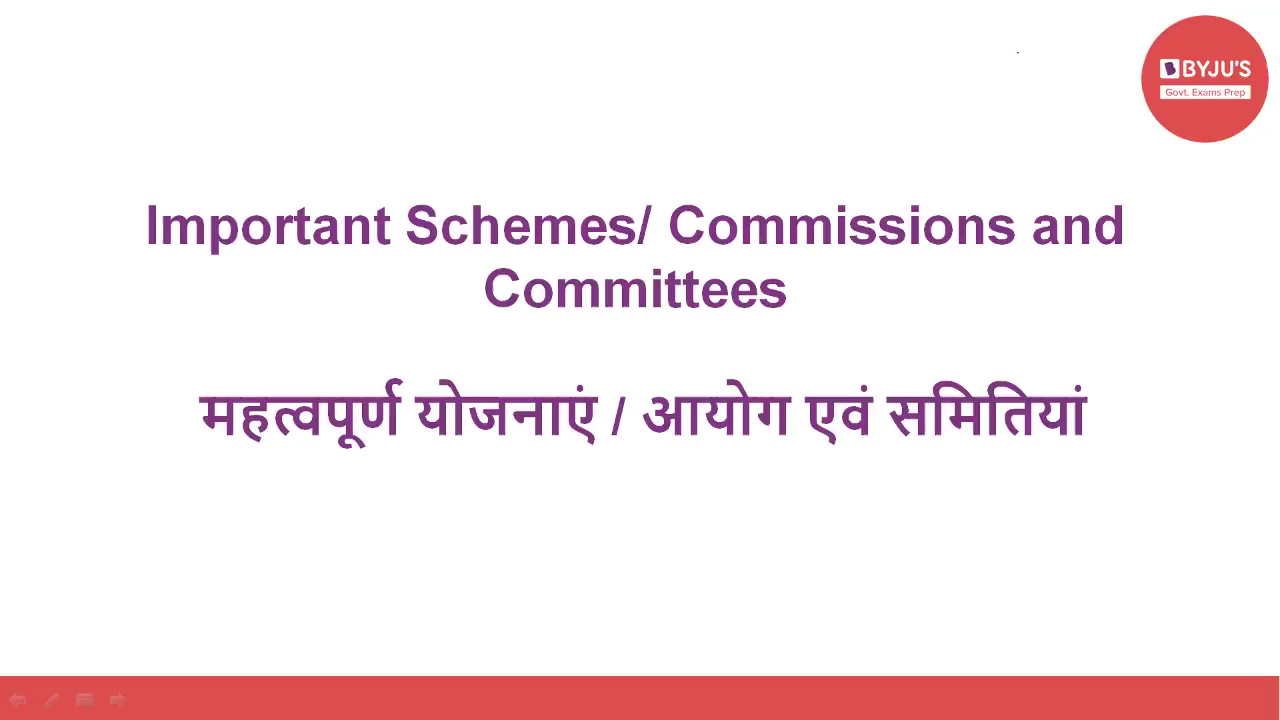 BYJU'S
Govt. Exams Prep
Important Schemes/ Commissions and
Committees
महत्वपूर्ण योजनाएं / आयोग एवं समितियां